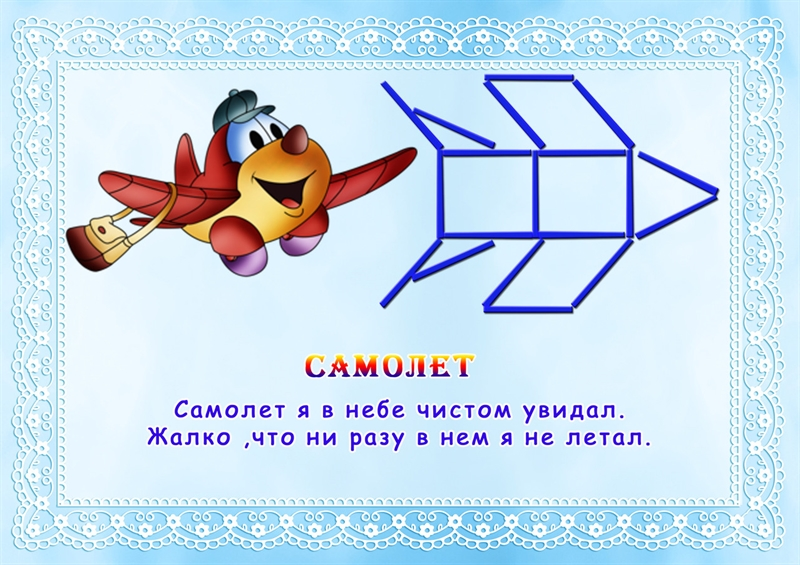 САМОЛЕТ
Самолет я в небе чистом увидал.
Жалко ,что ни разу в нем я не летал.